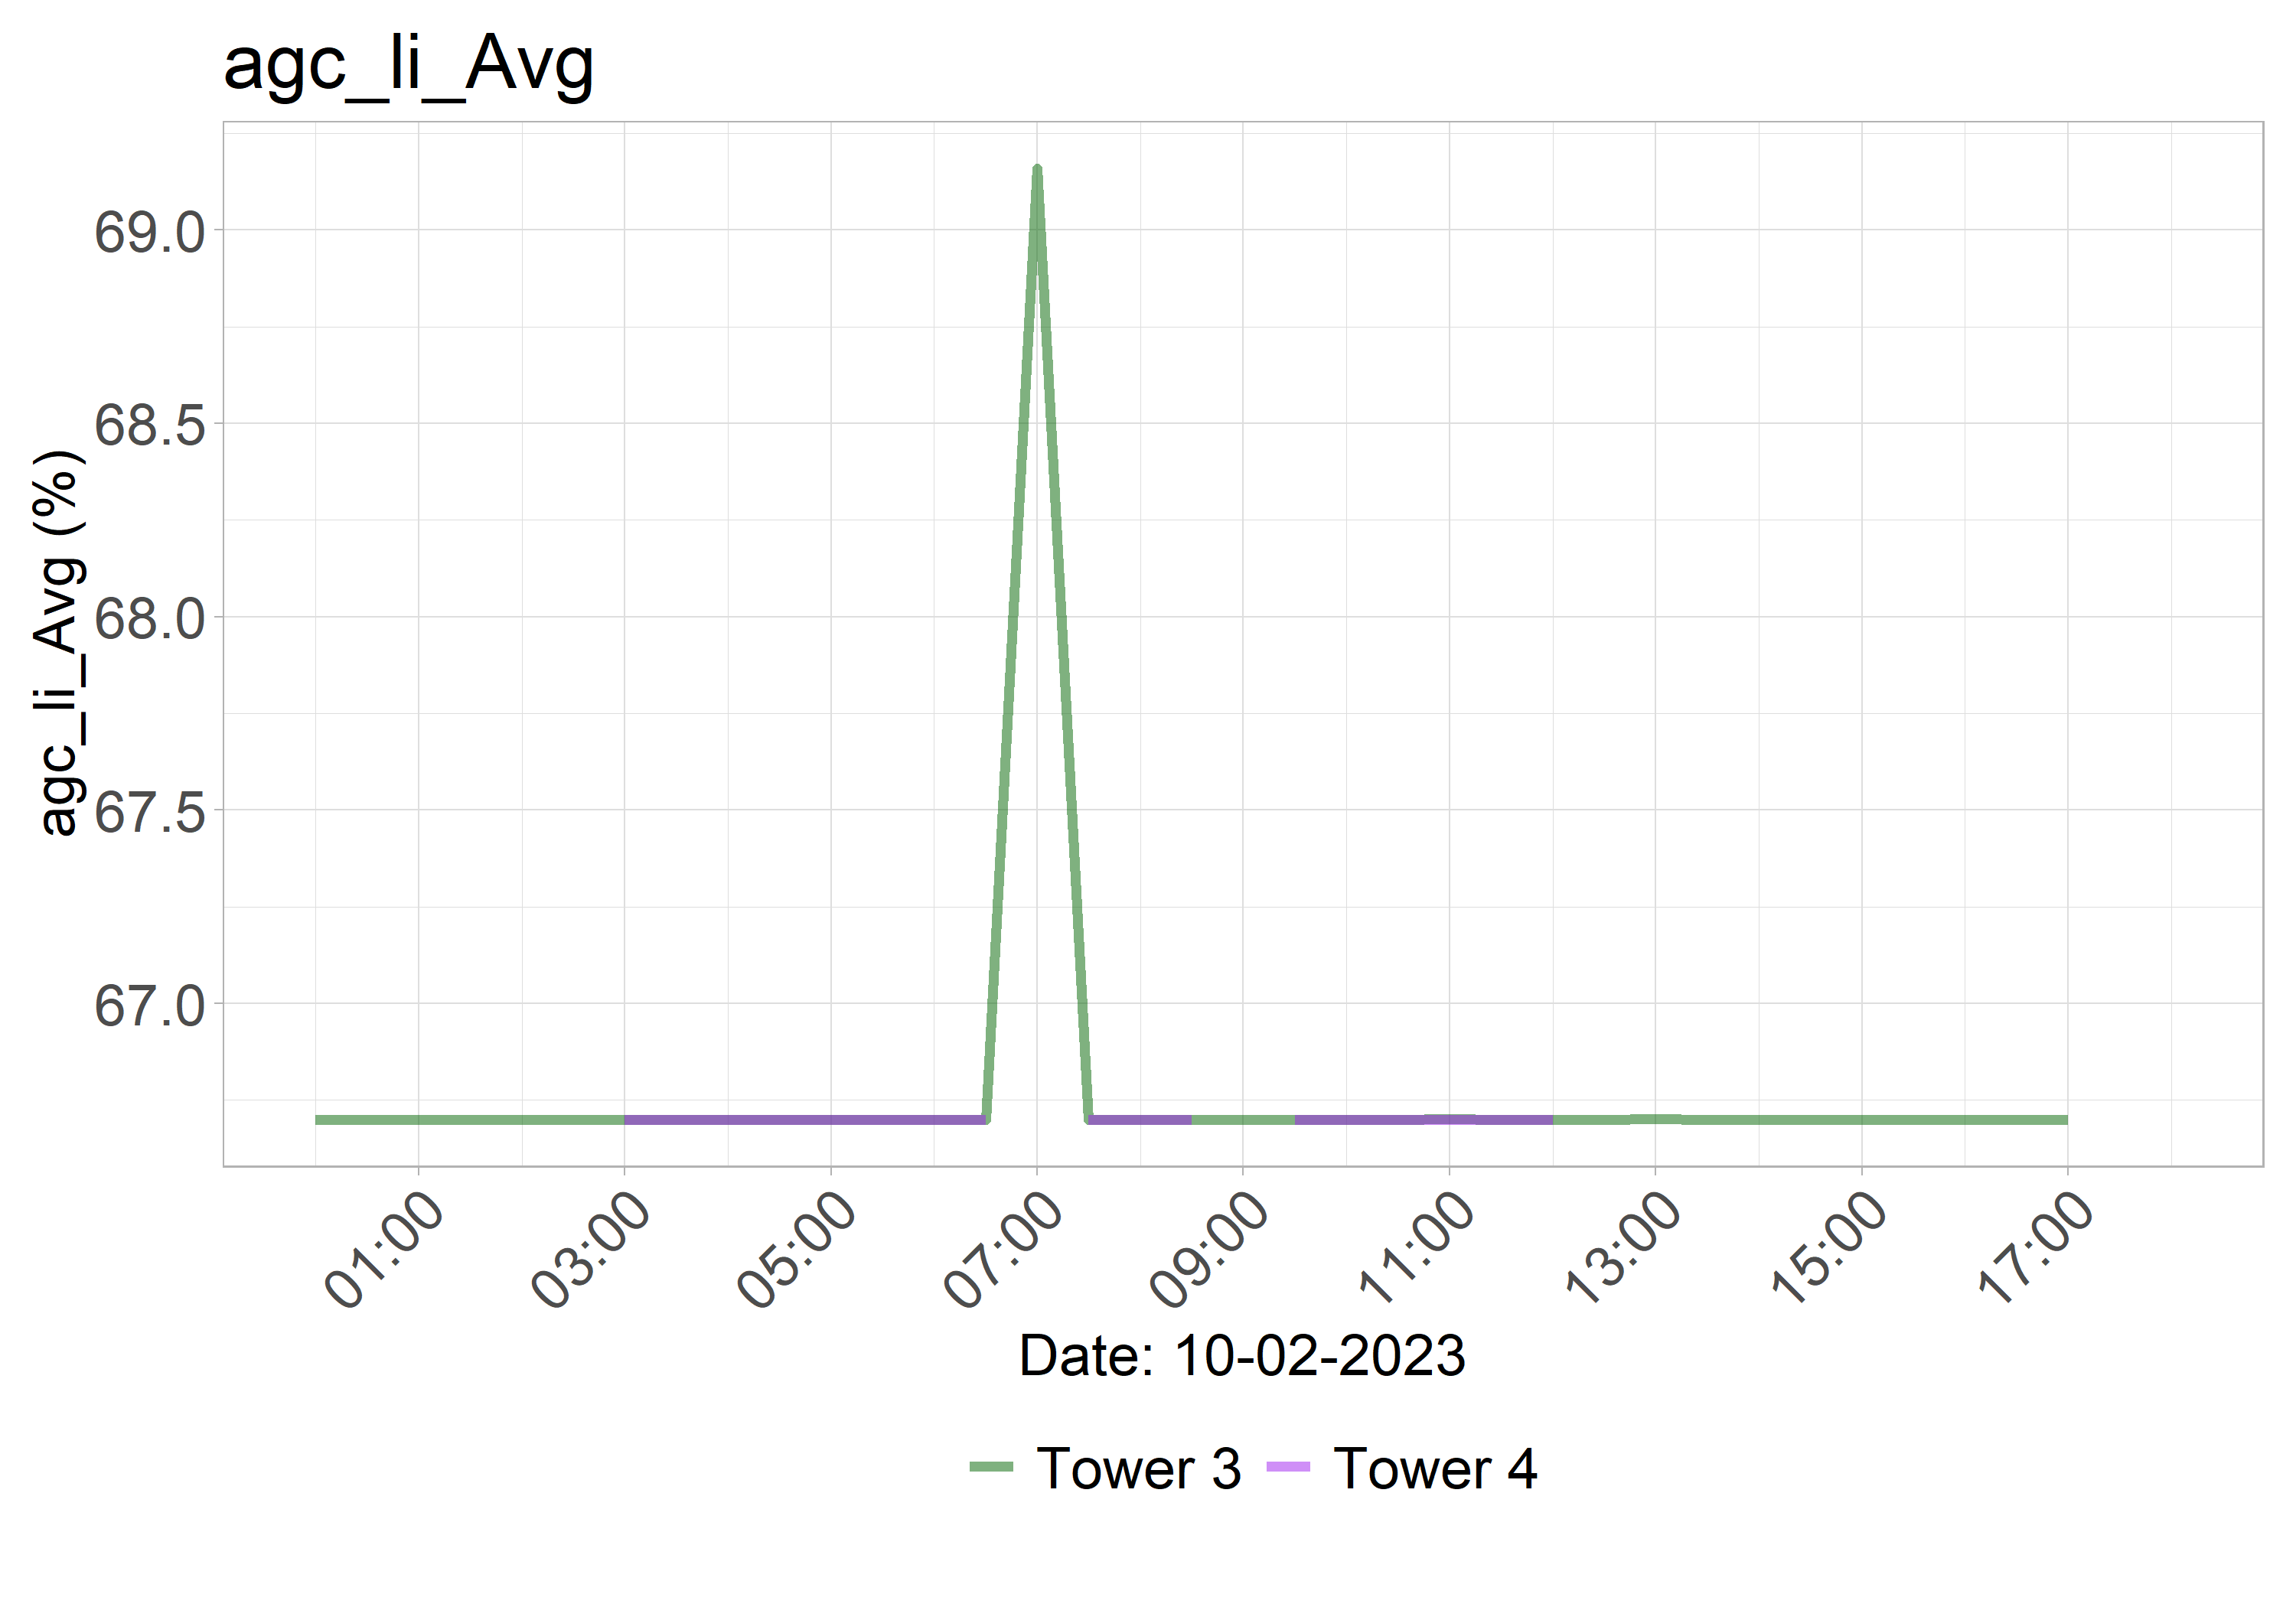 agc_li_Avg
agc_li_Avg (%)
69.0
68.5
68.0
67.5
67.0
01:00 03:00 05:00 07:00 09:00 11:00 13:00 15:00 17:00
Date: 10-02-2023
Tower 3 Tower 4